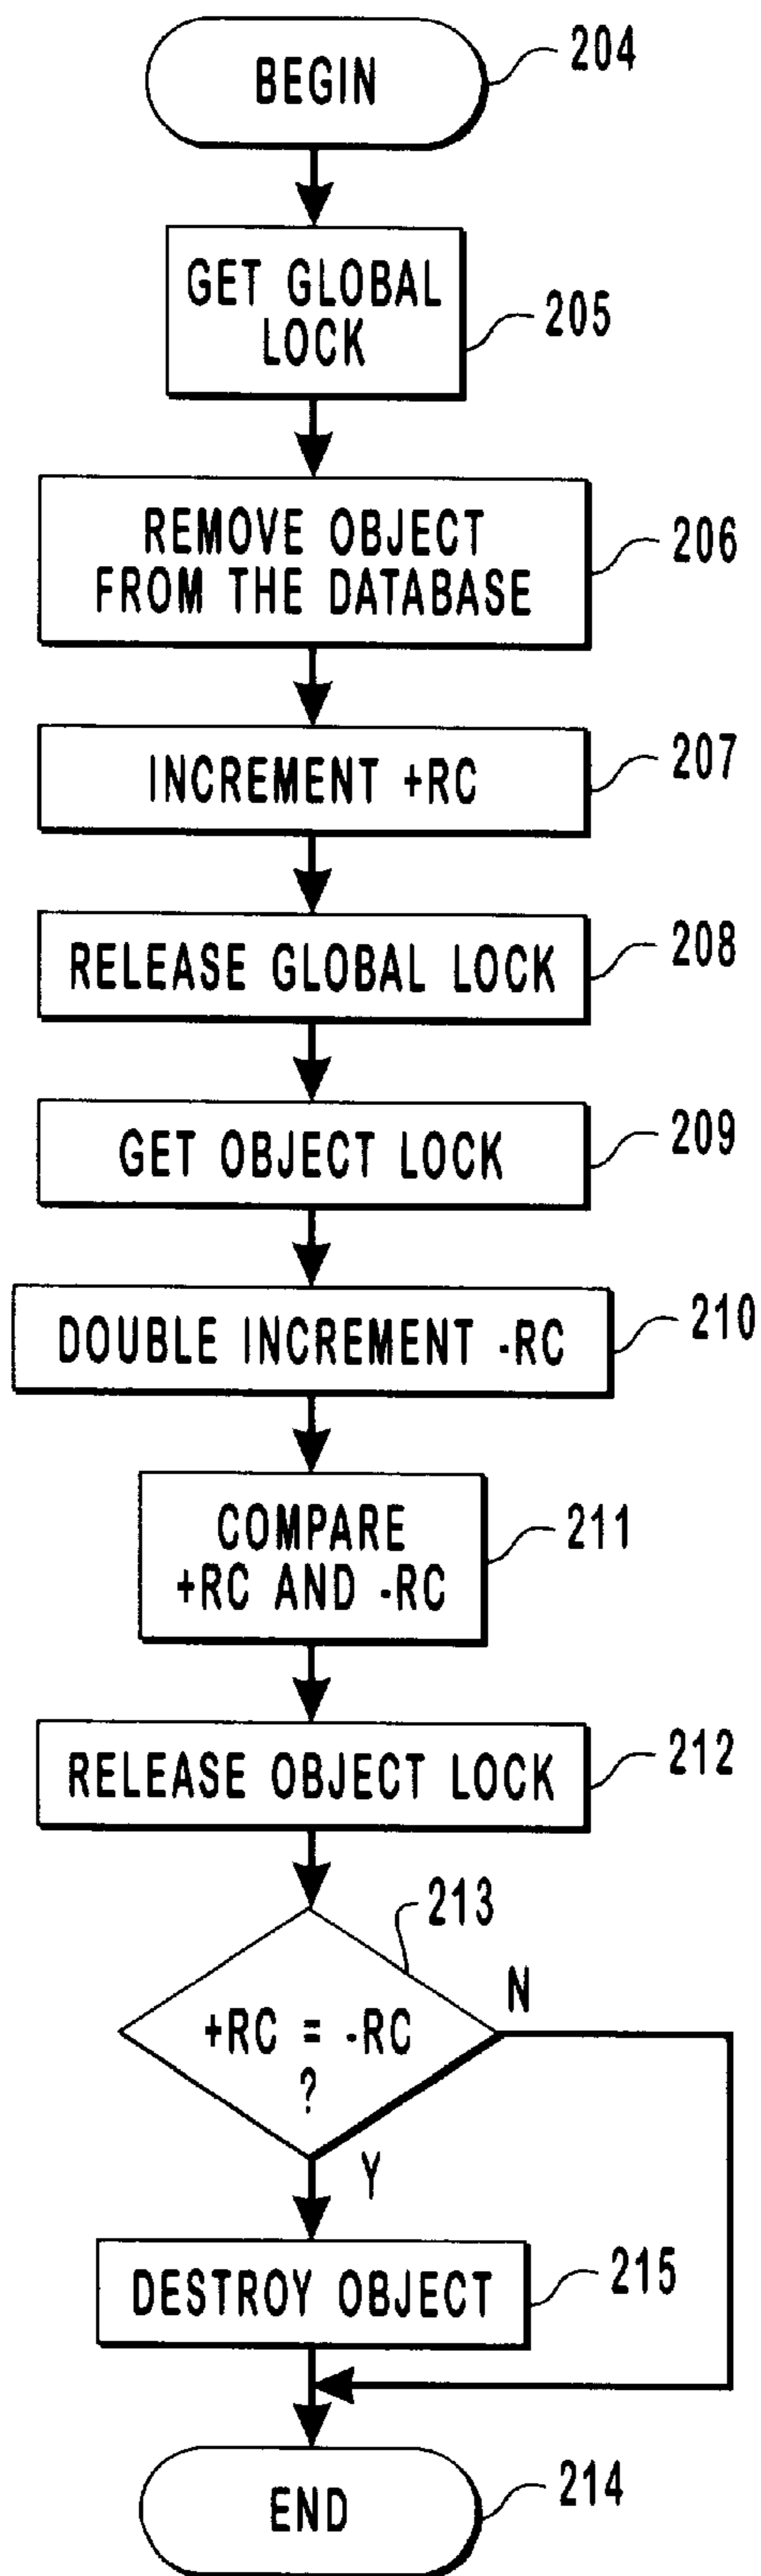 BEGIN
204
GET GLOBAL
LOCK
205
REMOVE OBJECT
FROM THE DATABASE
206
INCREMENT +RC
207
RELEASE GLOBAL LOCK
208
GET OBJECT LOCK
209
DOUBLE INCREMENT -RC
210
COMPARE
+RC AND -RC
211
RELEASE OBJECT LOCK
212
213
+RC = -RC
?
N
Y
DESTROY OBJECT
215
END
214